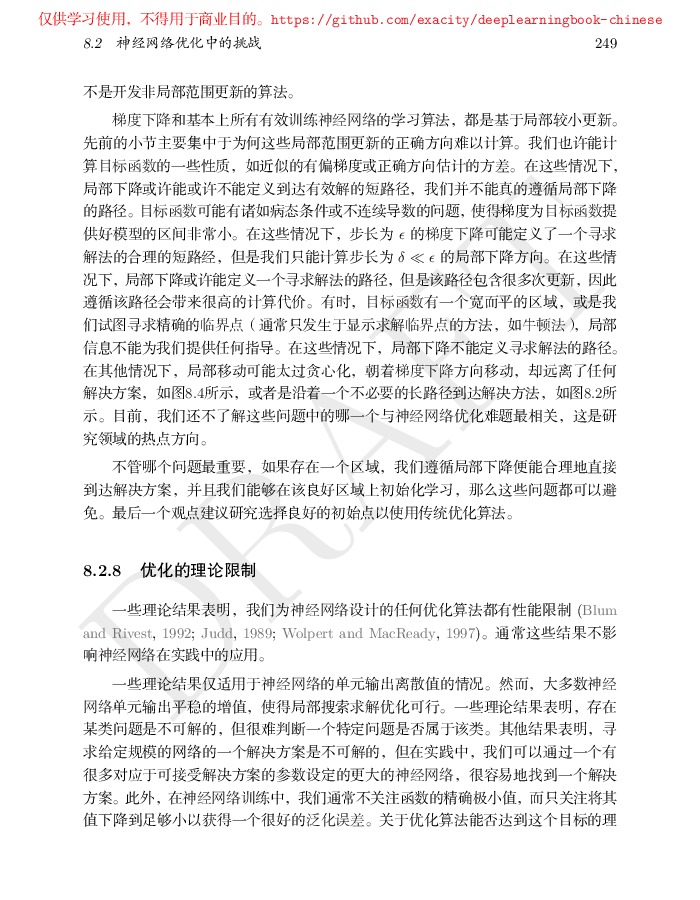 仅供学习使用，不得用于商业目的。https://github.com/exacity/deeplearningbook-chinese
8.2 神经网络优化中的挑战 249
不是开发非局部范围更新的算法。
梯度下降和基本上所有有效训练神经网络的学习算法，都是基于局部较小更新。
先前的小节主要集中于为何这些局部范围更新的正确方向难以计算。我们也许能计
算目标函数的一些性质，如近似的有偏梯度或正确方向估计的方差。在这些情况下，
局部下降或许能或许不能定义到达有效解的短路径，我们并不能真的遵循局部下降
的路径。目标函数可能有诸如病态条件或不连续导数的问题，使得梯度为目标函数提
供好模型的区间非常小。在这些情况下，步长为 ϵ 的梯度下降可能定义了一个寻求
解法的合理的短路经，但是我们只能计算步长为 δ ≪ ϵ 的局部下降方向。在这些情
况下，局部下降或许能定义一个寻求解法的路径，但是该路径包含很多次更新，因此
遵循该路径会带来很高的计算代价。有时，目标函数有一个宽而平的区域，或是我
们试图寻求精确的临界点（通常只发生于显示求解临界点的方法，如牛顿法），局部
信息不能为我们提供任何指导。在这些情况下，局部下降不能定义寻求解法的路径。
在其他情况下，局部移动可能太过贪心化，朝着梯度下降方向移动，却远离了任何
解决方案，如图8.4所示，或者是沿着一个不必要的长路径到达解决方法，如图8.2所
示。目前，我们还不了解这些问题中的哪一个与神经网络优化难题最相关，这是研
究领域的热点方向。
不管哪个问题最重要，如果存在一个区域，我们遵循局部下降便能合理地直接
到达解决方案，并且我们能够在该良好区域上初始化学习，那么这些问题都可以避
免。最后一个观点建议研究选择良好的初始点以使用传统优化算法。
8.2.8 优化的理论限制
一些理论结果表明，我们为神经网络设计的任何优化算法都有性能限制 (Blum
and Rivest, 1992; Judd, 1989; Wolpert and MacReady, 1997)。通常这些结果不影
响神经网络在实践中的应用。
一些理论结果仅适用于神经网络的单元输出离散值的情况。然而，大多数神经
网络单元输出平稳的增值，使得局部搜索求解优化可行。一些理论结果表明，存在
某类问题是不可解的，但很难判断一个特定问题是否属于该类。其他结果表明，寻
求给定规模的网络的一个解决方案是不可解的，但在实践中，我们可以通过一个有
很多对应于可接受解决方案的参数设定的更大的神经网络，很容易地找到一个解决
方案。此外，在神经网络训练中，我们通常不关注函数的精确极小值，而只关注将其
值下降到足够小以获得一个很好的泛化误差。关于优化算法能否达到这个目标的理
DRAFT